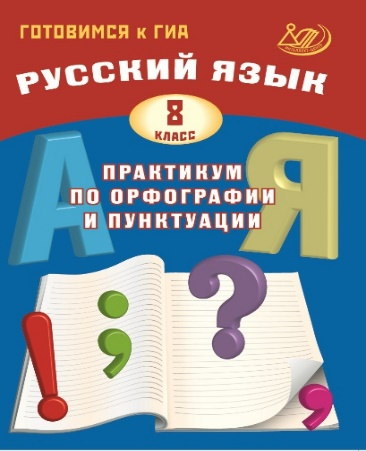 ГОТОВИМСЯ К ГИА
РУССКИЙ ЯЗЫК
8
КЛАСС
А Я
ПРАКТИКУМ
ПО ОРФОГРАФИИ
И ПУНКТУАЦИИ
! ; ? ,